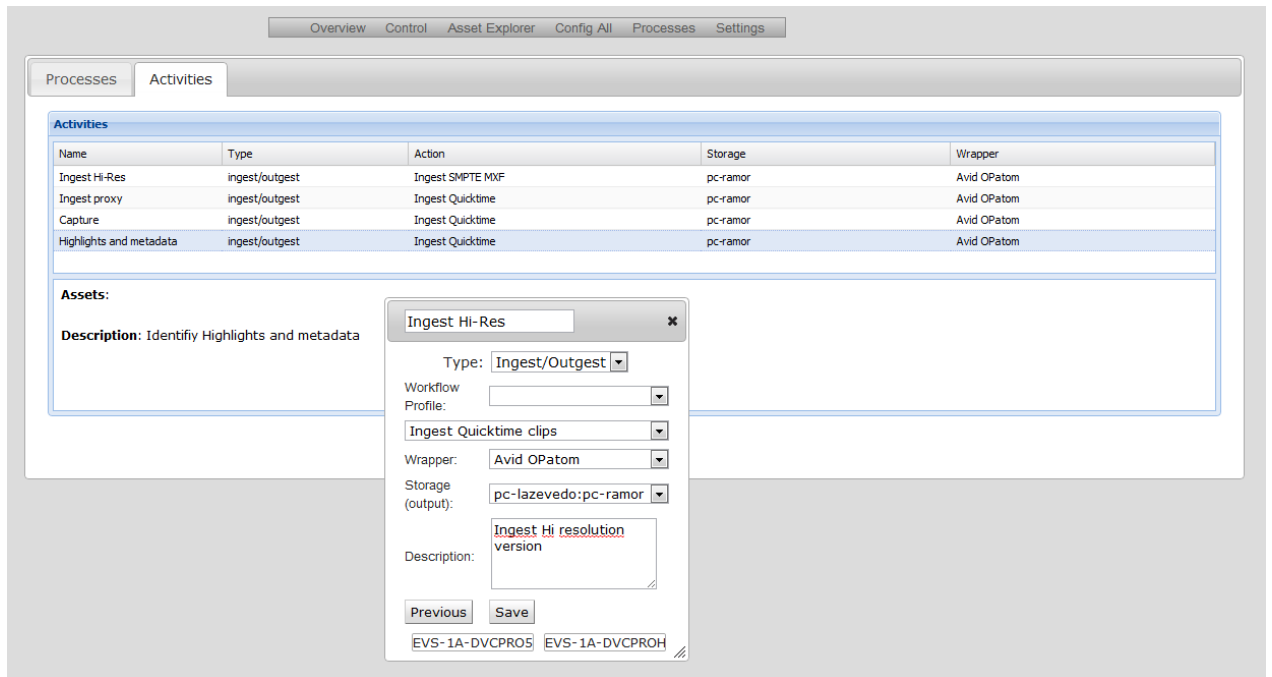 Overview Control Asset Explorer Config All Processes Settings
Processes Activities
Activities
Name Type Action Storage Wrapper
Ingest Hi-Res ingest/outgest Ingest SMPTE MXF pc-ramor Avid OPatom
Ingest proxy ingest/outgest Ingest Quicktime pc-ramor Avid OPatom
Capture ingest/outgest Ingest Quicktime pc-ramor Avid OPatom
Highlights and metadata ingest/outgest Ingest Quicktime pc-ramor Avid OPatom
Assets:
Description: Identifiy Highlights and metadata
Ingest Hi-Res
Type: Ingest/Outgest
Workflow
Profile:
Ingest Quicktime clips
Wrapper: Avid OPatom
Storage
(output): pc-lazevedo:pc-ramor
Ingest Hi resolution
version
Description:
Previous Save
EVS-1A-DVCPRO5 EVS-1A-DVCPROH